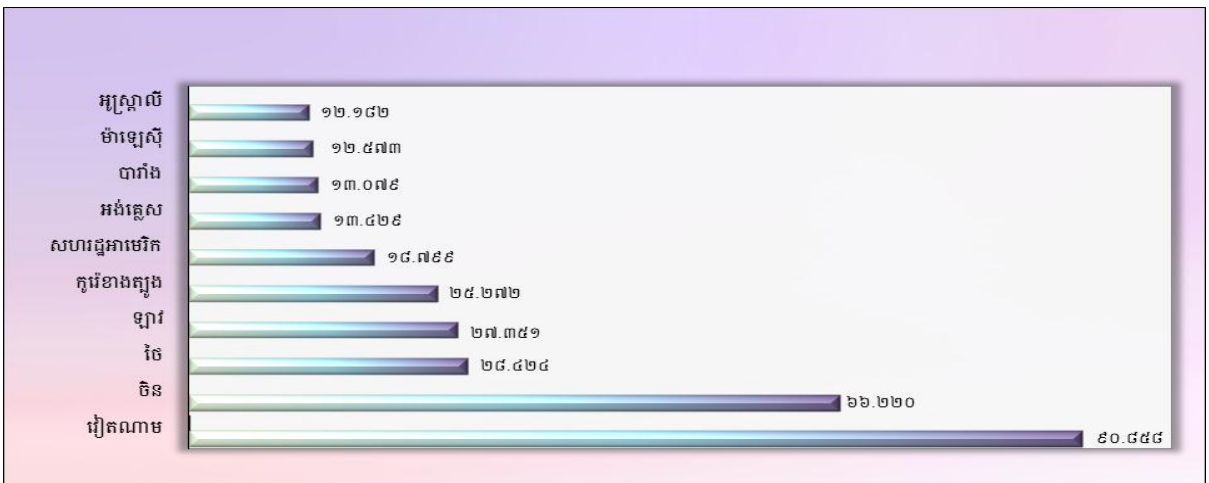 អូស្ត្រាលី ១២.១៨២
ម៉ាឡេស៊ី ១២.៥៧៣
បារាំង ១៣.០៧៩
អង់គ្លេស ១៣.៤២៩
សហរដ្ឋអាមេរិក ១៨.៧៩៩
កូរ៉េខាងត្បូង ២៥.២៧២
ឡាវ ២៧.៣៥១
ថៃ ២៨.៤២៤
ចិន ៦៦.២២០
វៀតណាម ៩០.៨៥៨